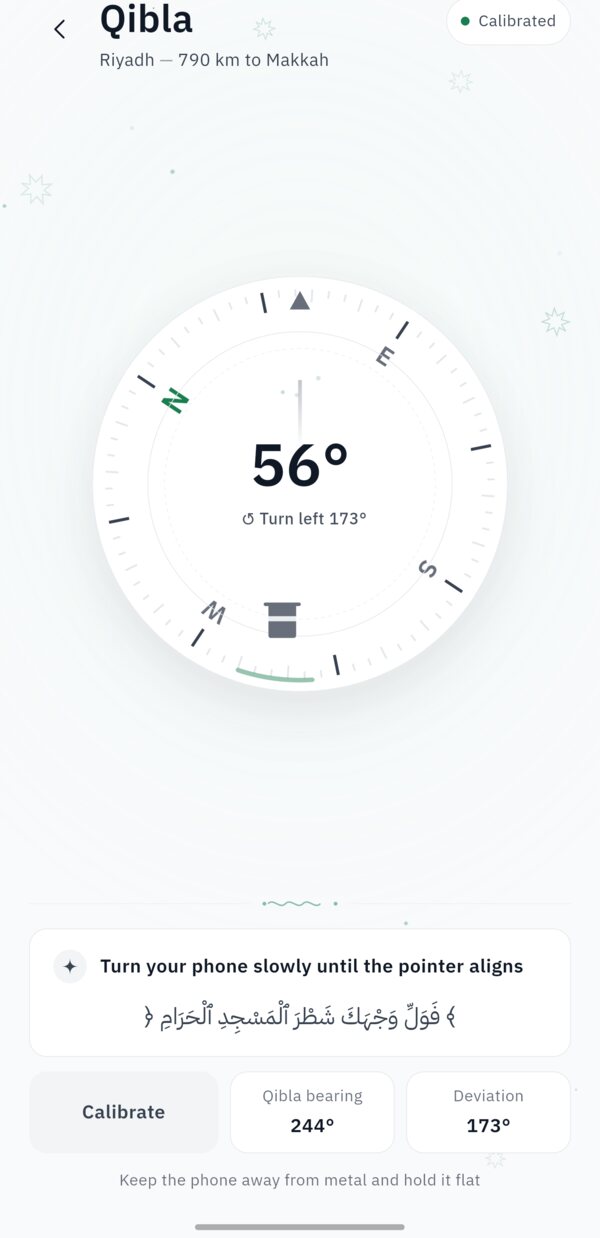 Qibla
Calibrated
Riyadh — 790 km to Makkah
E
N
56°
Turn left 173°
S
W
Turn your phone slowly until the pointer aligns
﴿ فَوَلِّ وَجْهَكَ شَطْرَ ٱلْمَسْجِدِ ٱلْحَرَامِ ﴾
Calibrate
Qibla bearing
244°
Deviation
173°
Keep the phone away from metal and hold it flat